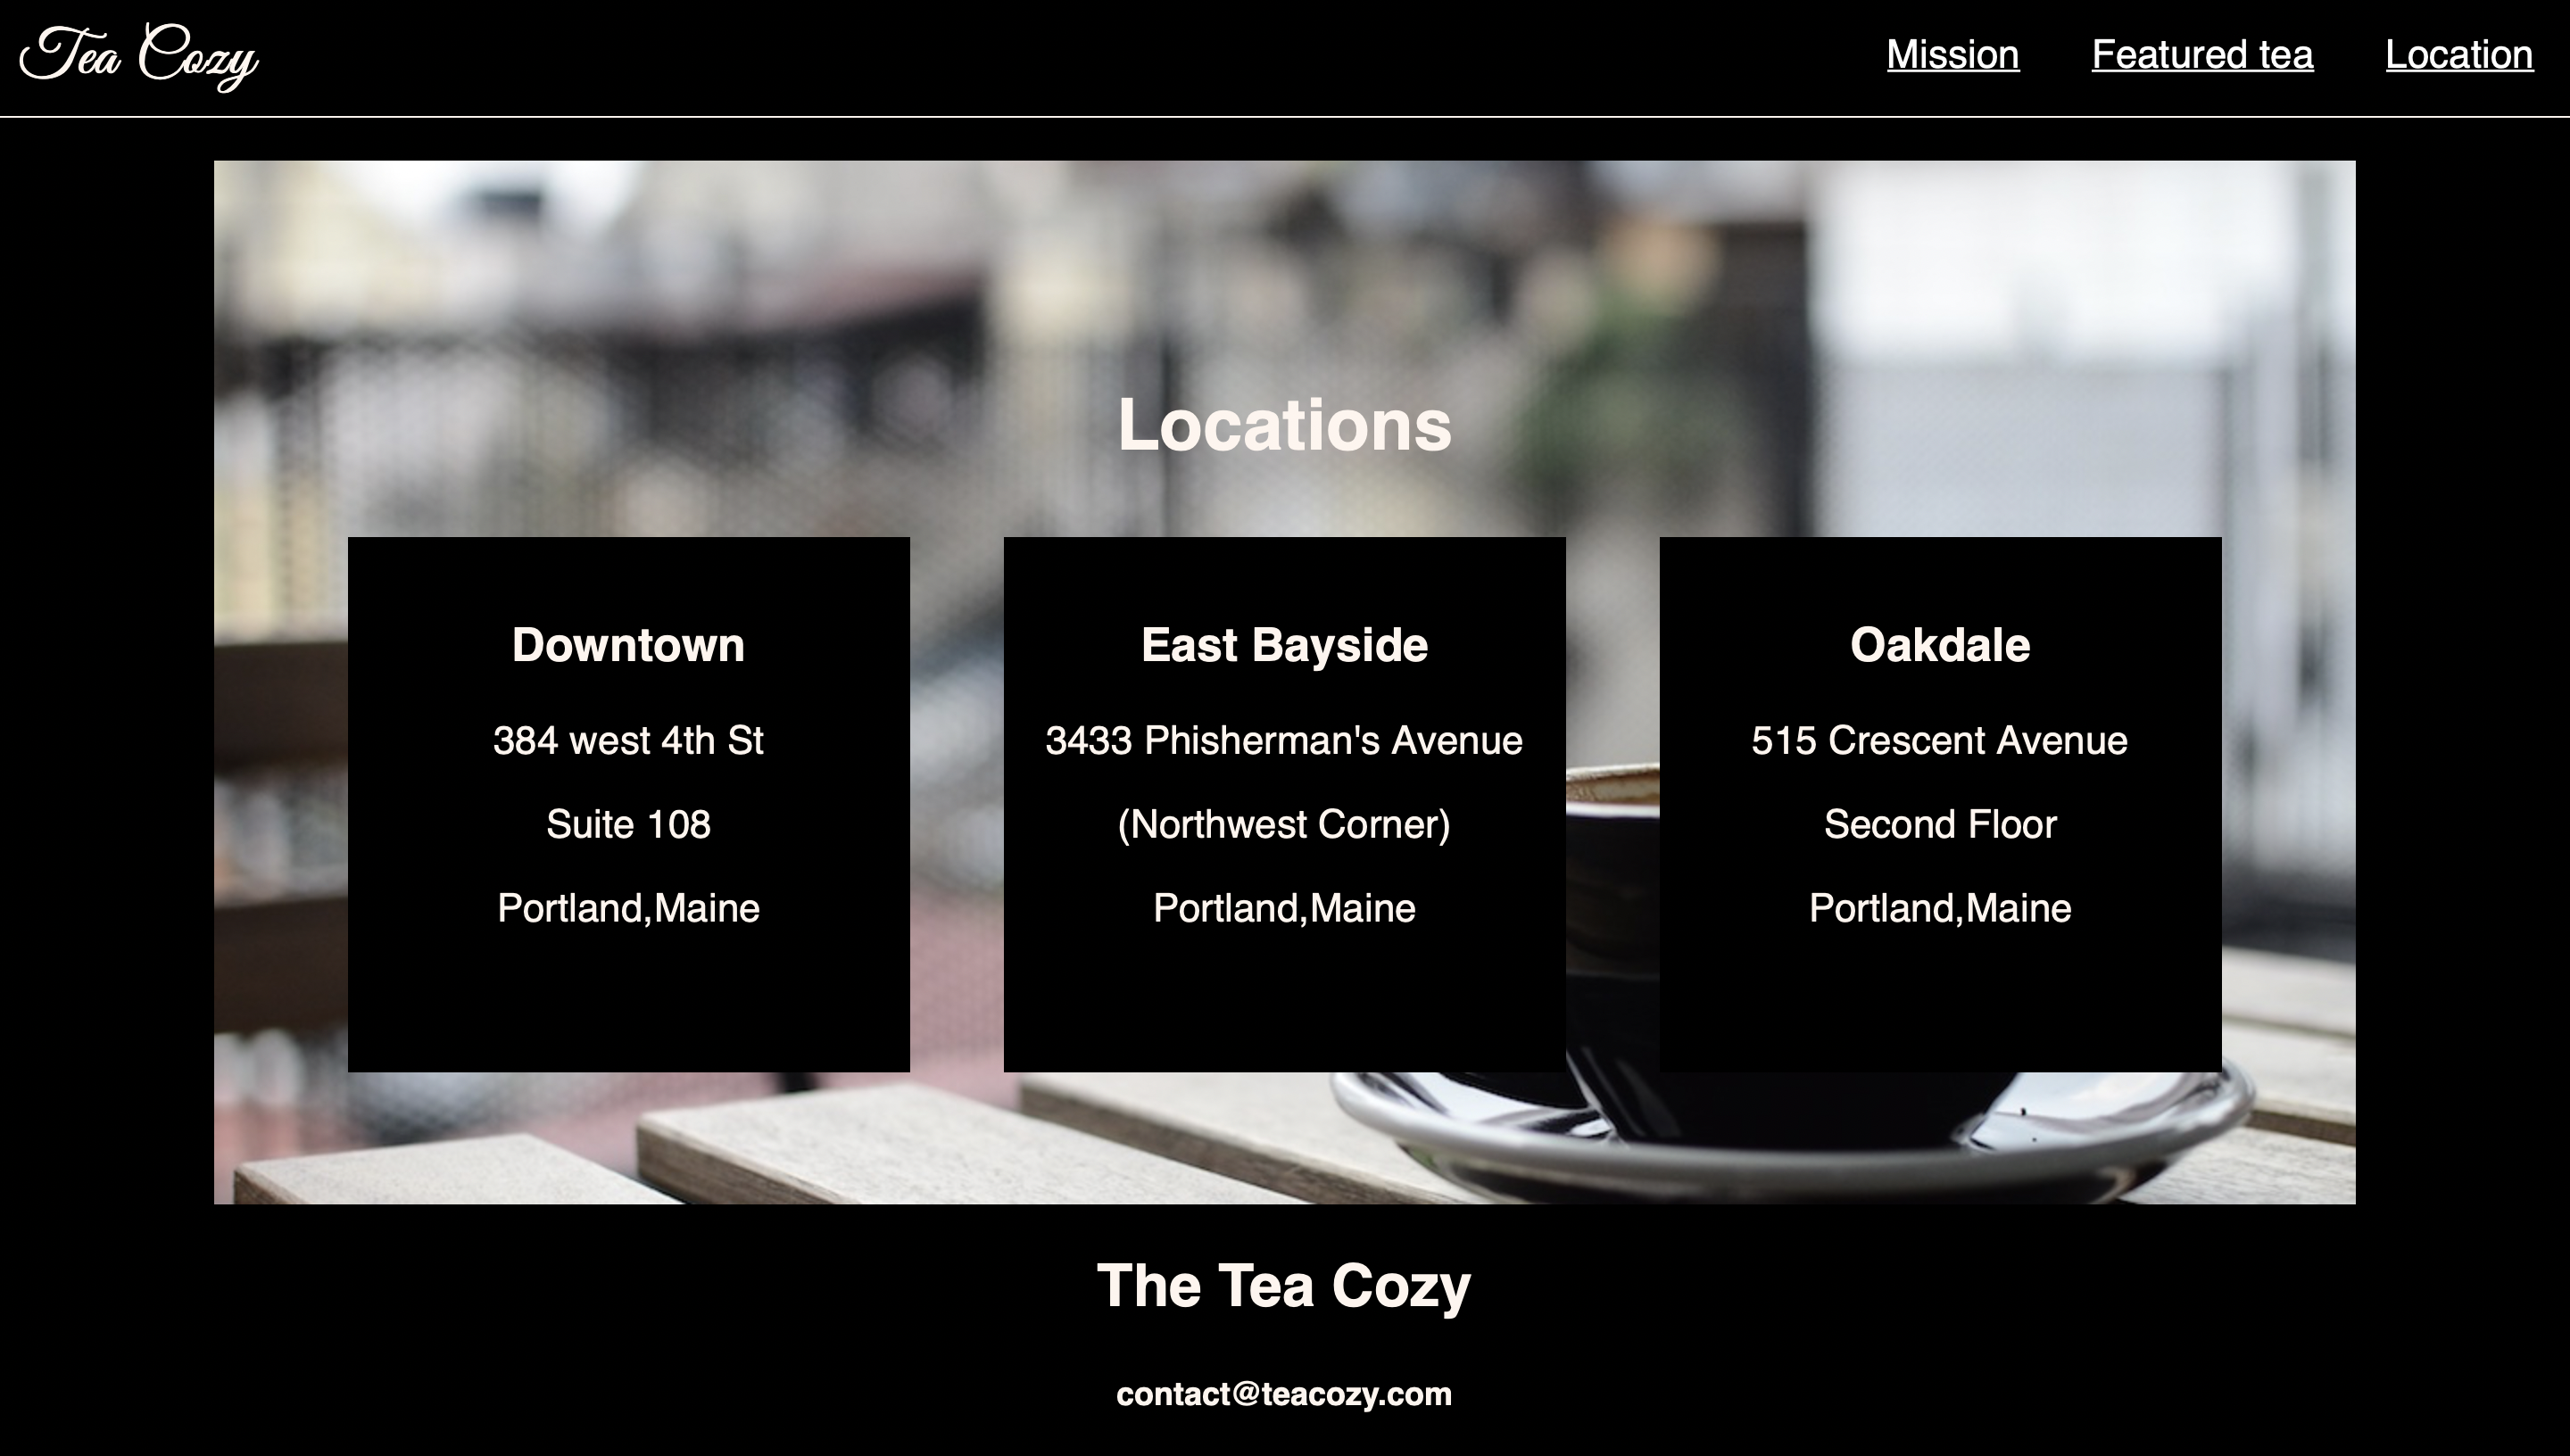 Tea Cozy
Mission
Featured tea
Location
Locations
Downtown
384 west 4th St
Suite 108
Portland,Maine
East Bayside
3433 Phisherman's Avenue
(Northwest Corner)
Portland,Maine
Oakdale
515 Crescent Avenue
Second Floor
Portland,Maine
The Tea Cozy
contact@teacozy.com